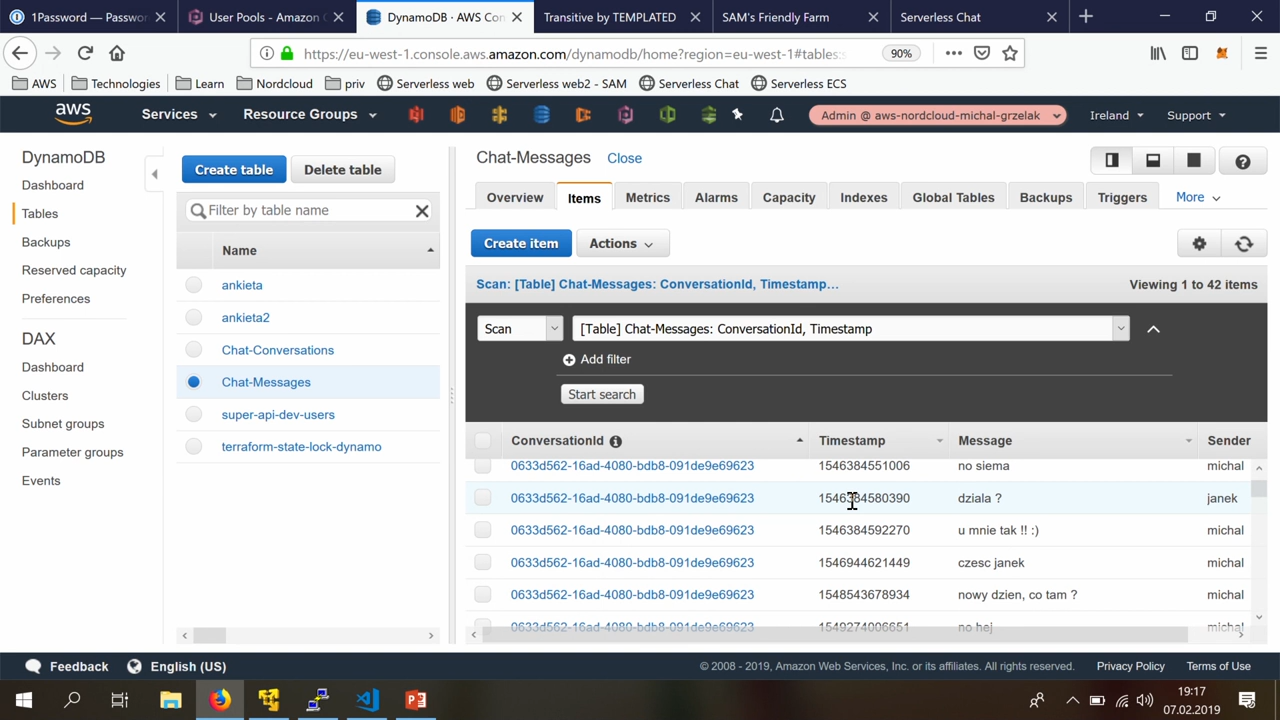 1Password — Passwor
User Pools - Amazon C
DynamoDB · AWS Con
Transitive by TEMPLATED
SAM's Friendly Farm
Serverless Chat
https://eu-west-1.console.aws.amazon.com/dynamodb/home?region=eu-west-1#tables:
90%
AWS
Technologies
Learn
Nordcloud
priv
Serverless web
Serverless web2 - SAM
Serverless Chat
Serverless ECS
aws
Services
Resource Groups
Admin @ aws-nordcloud-michal-grzelak
Ireland
Support
DynamoDB
Dashboard
Tables
Backups
Reserved capacity
Preferences
DAX
Dashboard
Clusters
Subnet groups
Parameter groups
Events
Create table
Delete table
Filter by table name
Name
ankieta
ankieta2
Chat-Conversations
Chat-Messages
super-api-dev-users
terraform-state-lock-dynamo
Chat-Messages Close
Overview
Items
Metrics
Alarms
Capacity
Indexes
Global Tables
Backups
Triggers
More
Create item
Actions
Scan: [Table] Chat-Messages: ConversationId, Timestamp…
Viewing 1 to 42 items
Scan
[Table] Chat-Messages: ConversationId, Timestamp
Add filter
Start search
ConversationId Timestamp Message Sender
0633d562-16ad-4080-bdb8-091de9e69623 1546384551006 no siema michal
0633d562-16ad-4080-bdb8-091de9e69623 1546384580390 dziala ? janek
0633d562-16ad-4080-bdb8-091de9e69623 1546384592270 u mnie tak !! :) michal
0633d562-16ad-4080-bdb8-091de9e69623 1546944621449 czesc janek michal
0633d562-16ad-4080-bdb8-091de9e69623 1548543678934 nowy dzien, co tam ? michal
0633d562-16ad-4080-bdb8-091de9e69623 1549274006651 no hej michal
Feedback
English (US)
© 2008 - 2019, Amazon Web Services, Inc. or its affiliates. All rights reserved.
Privacy Policy
Terms of Use
19:17
07.02.2019